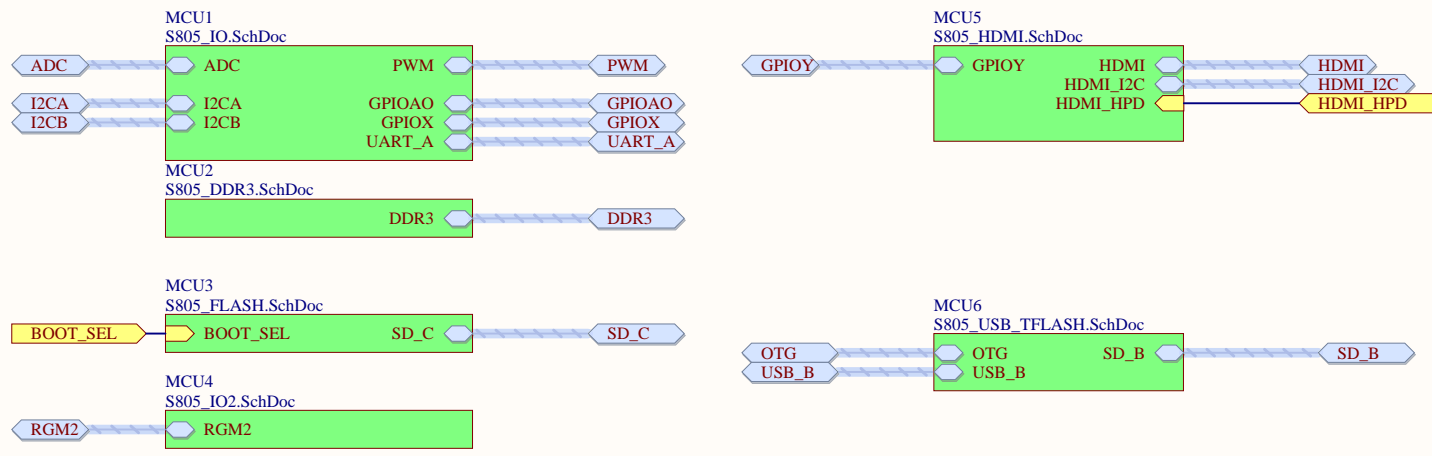 MCU1
S805_IO.SchDoc
ADC ADC PWM PWM
I2CA I2CA GPIOAO GPIOAO
I2CB I2CB GPIOX GPIOX
UART_A UART_A
MCU2
S805_DDR3.SchDoc
DDR3 DDR3
MCU3
S805_FLASH.SchDoc
BOOT_SEL BOOT_SEL SD_C SD_C
MCU4
S805_IO2.SchDoc
RGM2 RGM2
MCU5
S805_HDMI.SchDoc
GPIOY GPIOY HDMI HDMI
HDMI_I2C HDMI_I2C
HDMI_HPD HDMI_HPD
MCU6
S805_USB_TFLASH.SchDoc
OTG OTG SD_B SD_B
USB_B USB_B